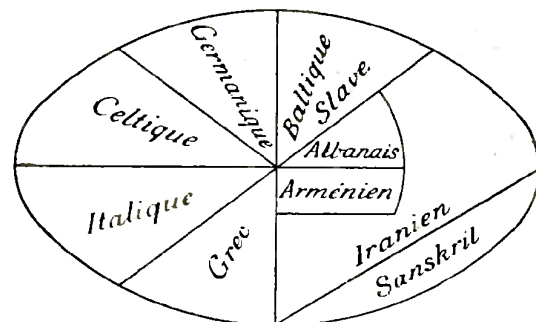 Germanique
Baltique
Slave
Celtique
Albanais
Arménien
Italique
Grec
Iranien
Sanskril